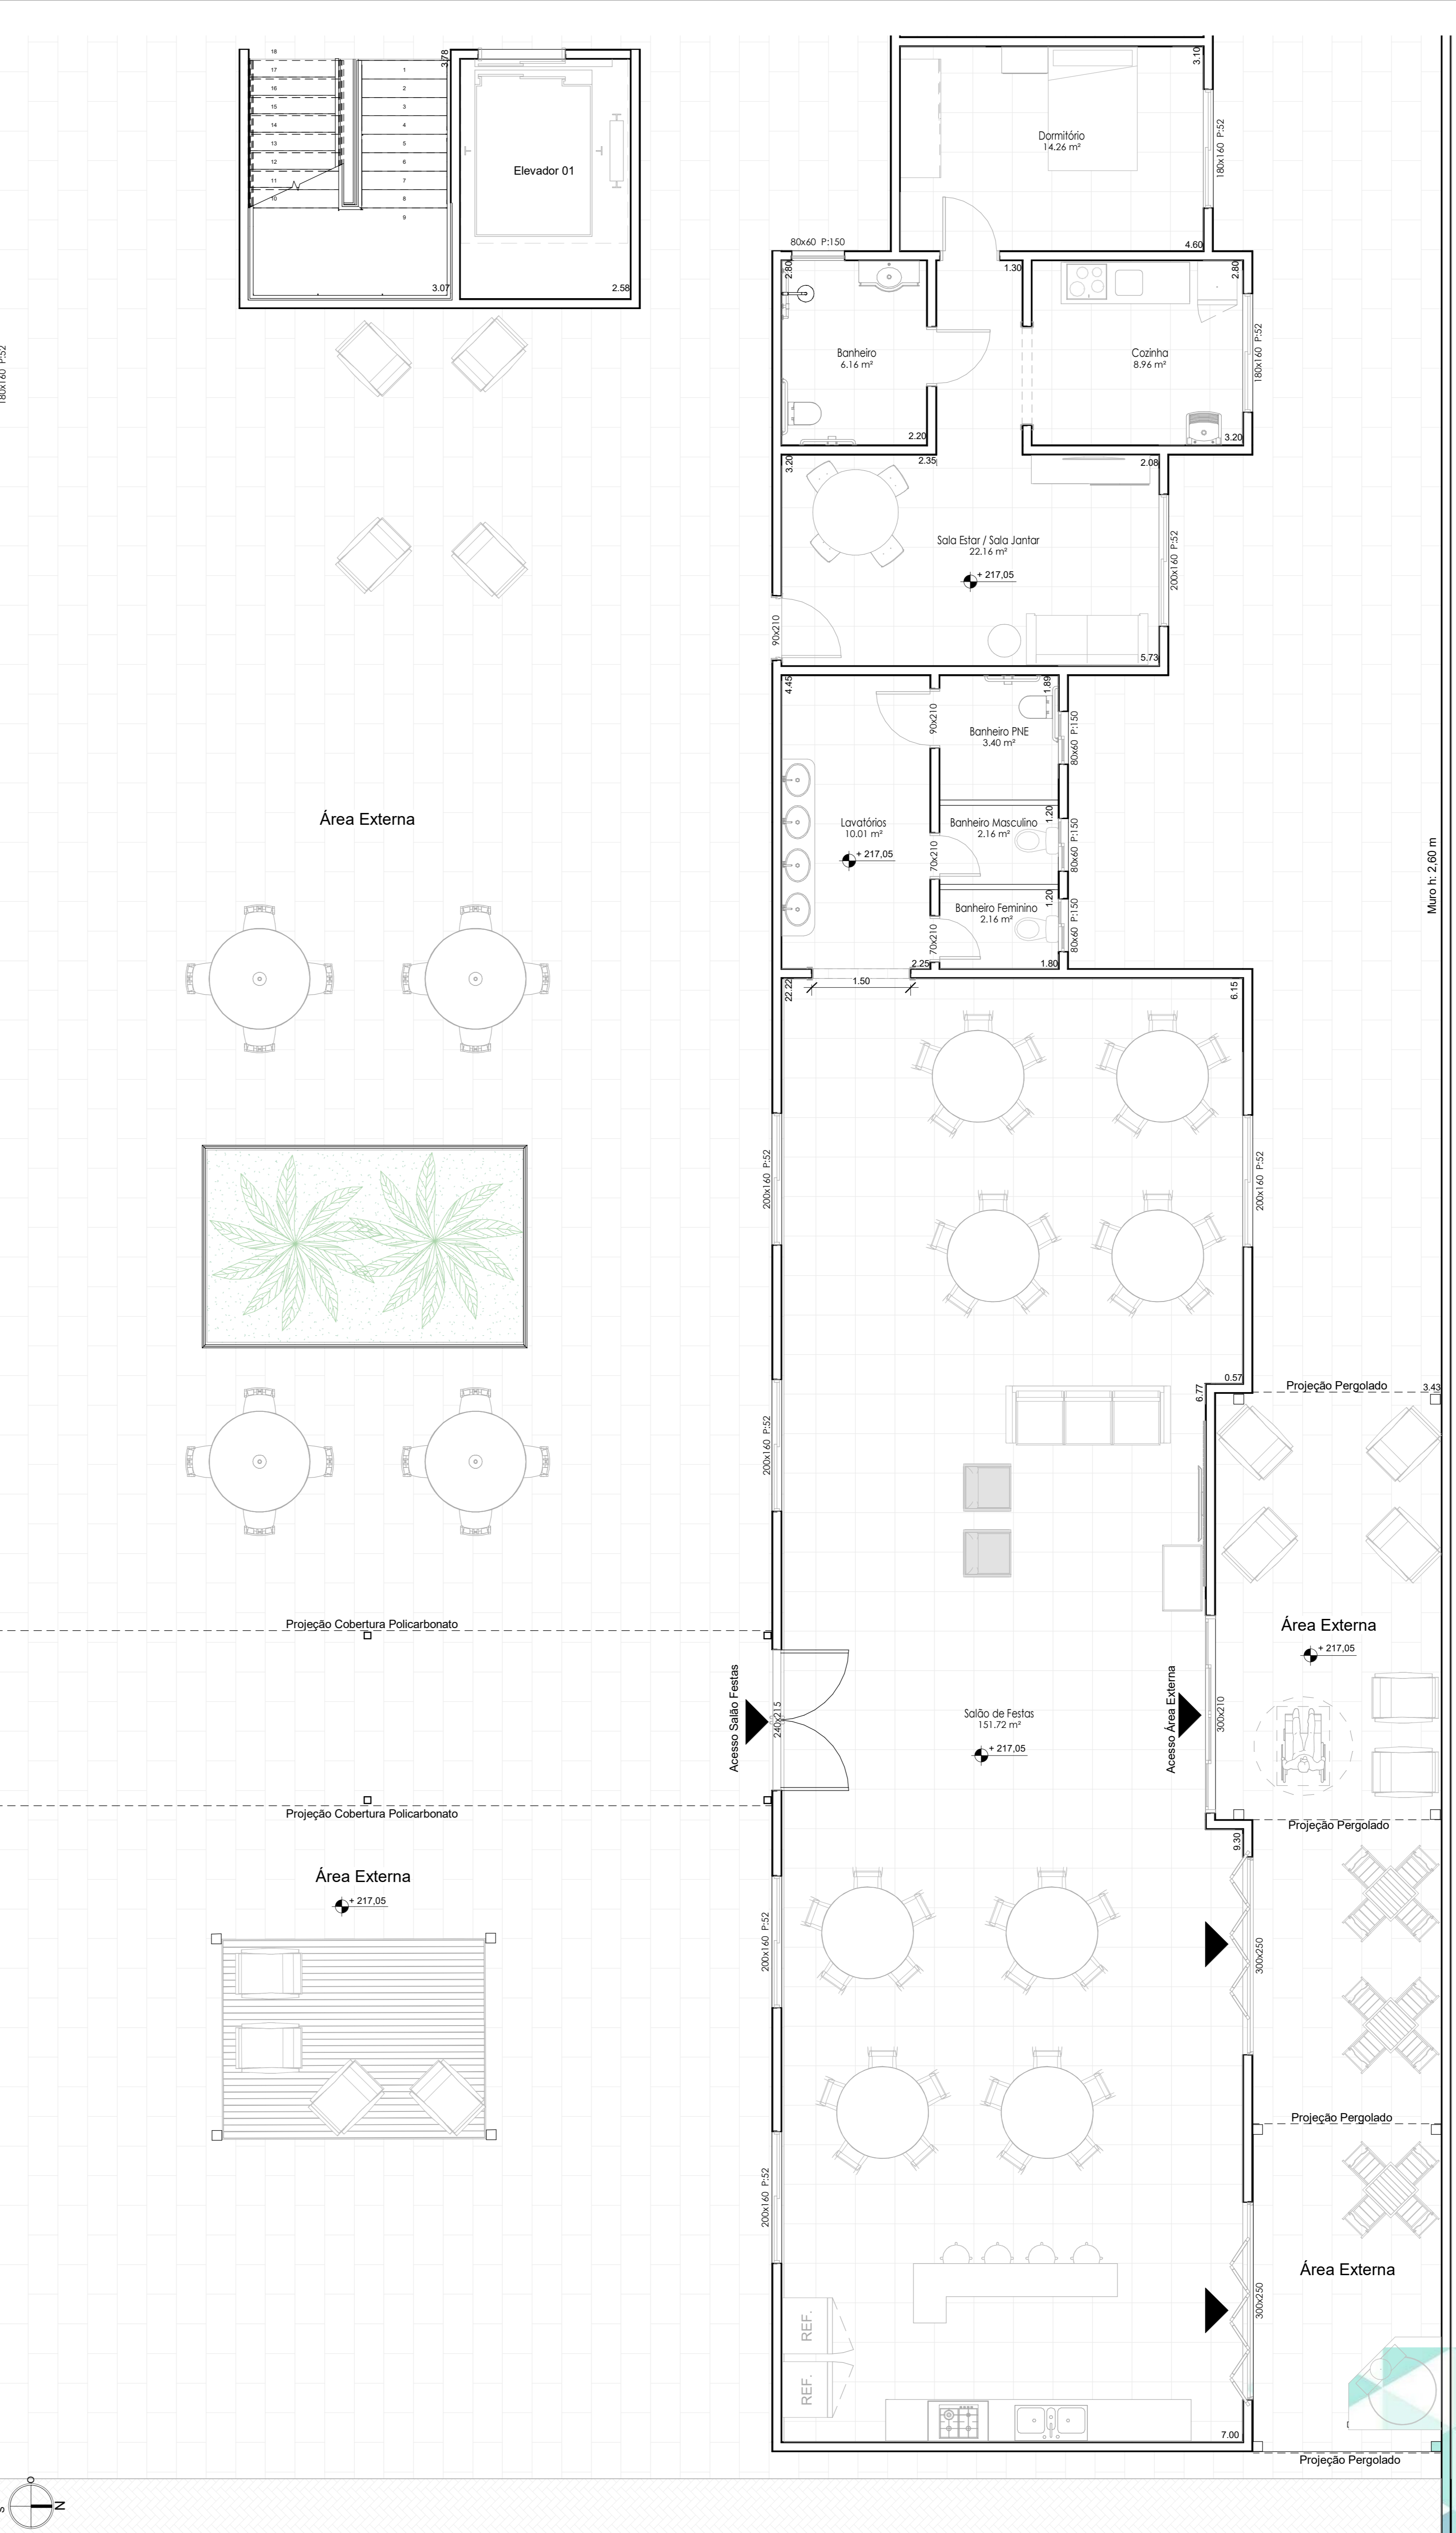 18
17
16
15
14
13
12
11
10
1
2
3
4
5
6
7
8
9
3.78
Elevador 01
3.07
2.58
180x160 P:52
3.10
Dormitório
14.26 m²
180x160 P:52
4.60
80x60 P:150
2.80
1.30
2.80
Banheiro
6.16 m²
Cozinha
8.96 m²
180x160 P:52
2.20
3.20
3.20
2.35
2.08
Sala Estar / Sala Jantar
22.16 m²
+ 217,05
200x160 P:52
90x210
5.73
4.45
1.89
90x210
Banheiro PNE
3.40 m²
80x60 P:150
Área Externa
Lavatórios
10.01 m²
+ 217,05
1.20
Banheiro Masculino
2.16 m²
70x210
80x60 P:150
1.20
Banheiro Feminino
2.16 m²
70x210
80x60 P:150
Muro h: 2,60 m
2.25
1.80
22.22
1.50
6.15
200x160 P:52
200x160 P:52
0.57
6.77
Projeção Pergolado
3.43
200x160 P:52
Projeção Cobertura Policarbonato
Área Externa
+ 217,05
Acesso Salão Festas
240x215
Salão de Festas
151.72 m²
+ 217,05
Acesso Área Externa
300x210
Projeção Cobertura Policarbonato
Projeção Pergolado
9.30
Área Externa
+ 217,05
200x160 P:52
300x250
Projeção Pergolado
200x160 P:52
Área Externa
REF.
REF.
300x250
7.00
Projeção Pergolado
O
S
N